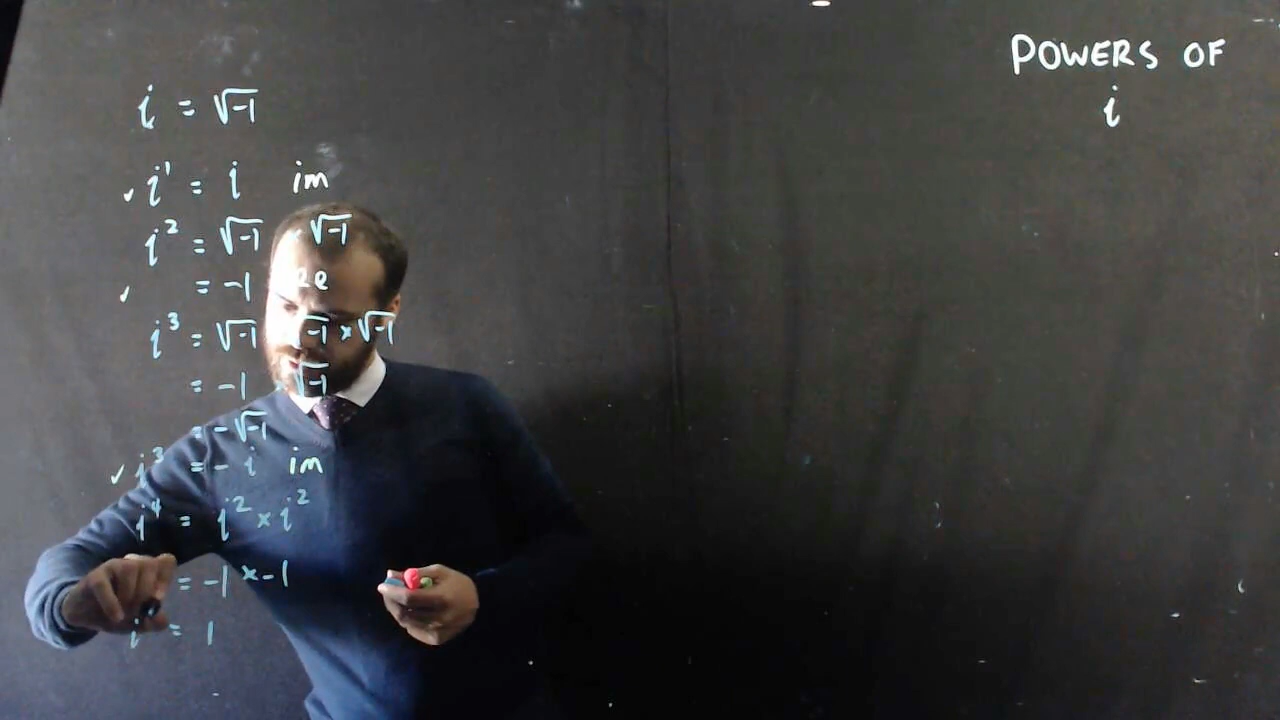 POWERS OF
i
i = √-1
✓ i¹ = i im
i² = √-1 × √-1
✓ = -1 Re
i³ = √-1 × √-1 × √-1
= -1 × √-1
= -√-1
✓ i³ = -i im
i⁴ = i² × i²
= -1 × -1
i = 1